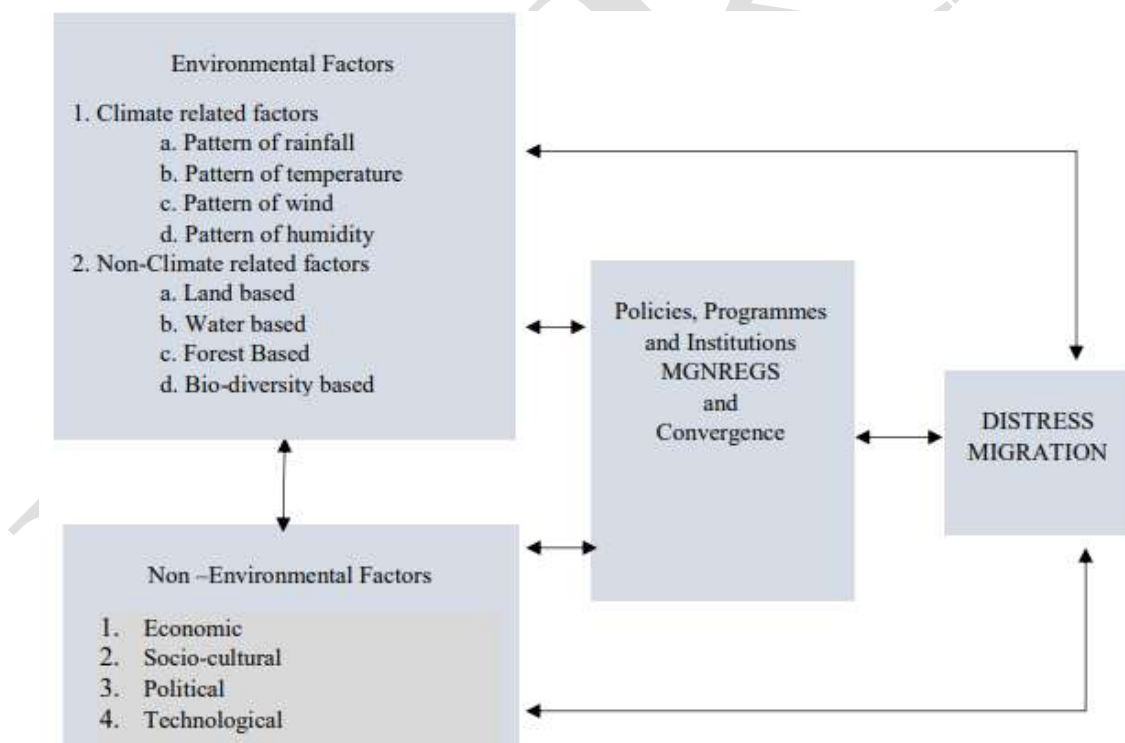 Environmental Factors
1. Climate related factors
a. Pattern of rainfall
b. Pattern of temperature
c. Pattern of wind
d. Pattern of humidity
2. Non-Climate related factors
a. Land based
b. Water based
c. Forest Based
d. Bio-diversity based
Policies, Programmes
and Institutions
MGNREGS
and
Convergence
DISTRESS
MIGRATION
Non –Environmental Factors
1. Economic
2. Socio-cultural
3. Political
4. Technological